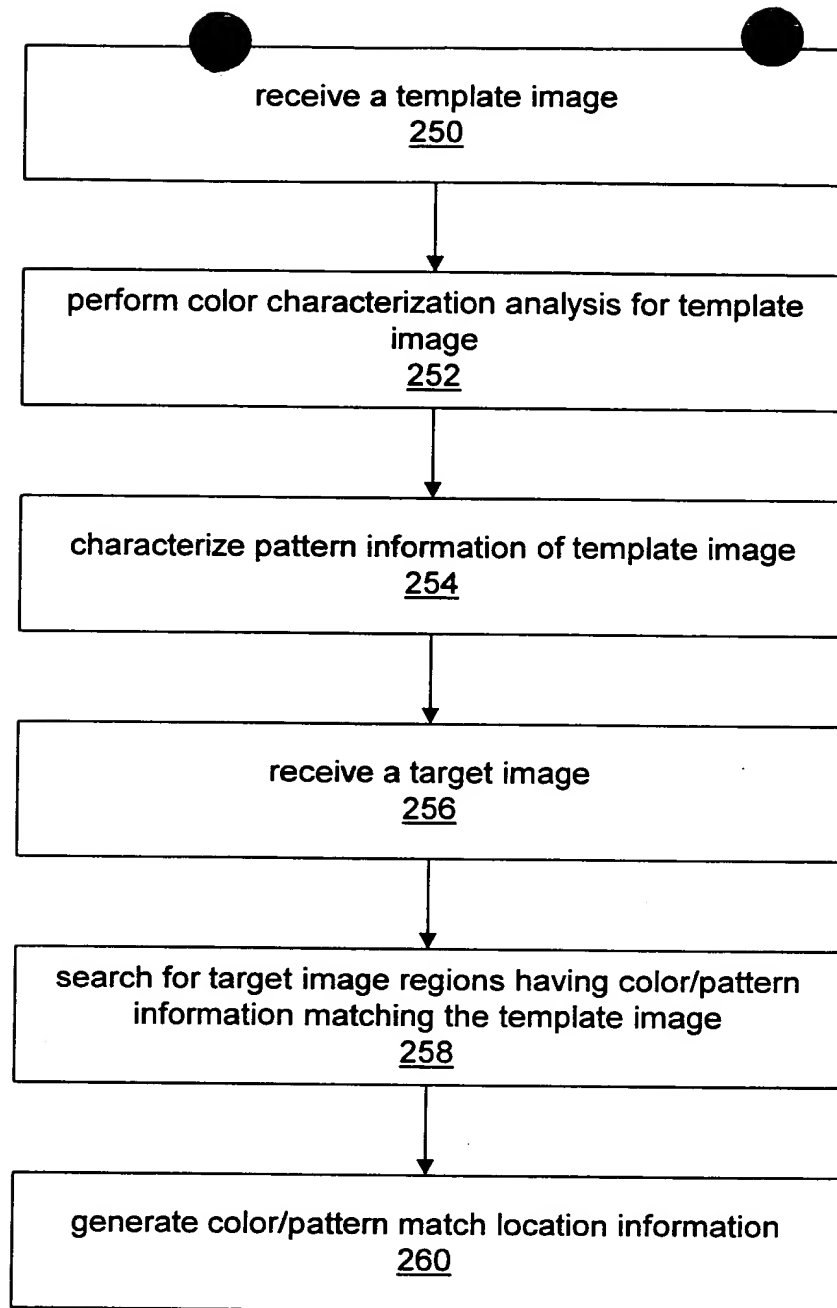 receive a template image
250
perform color characterization analysis for template
image
252
characterize pattern information of template image
254
receive a target image
256
search for target image regions having color/pattern
information matching the template image
258
generate color/pattern match location information
260